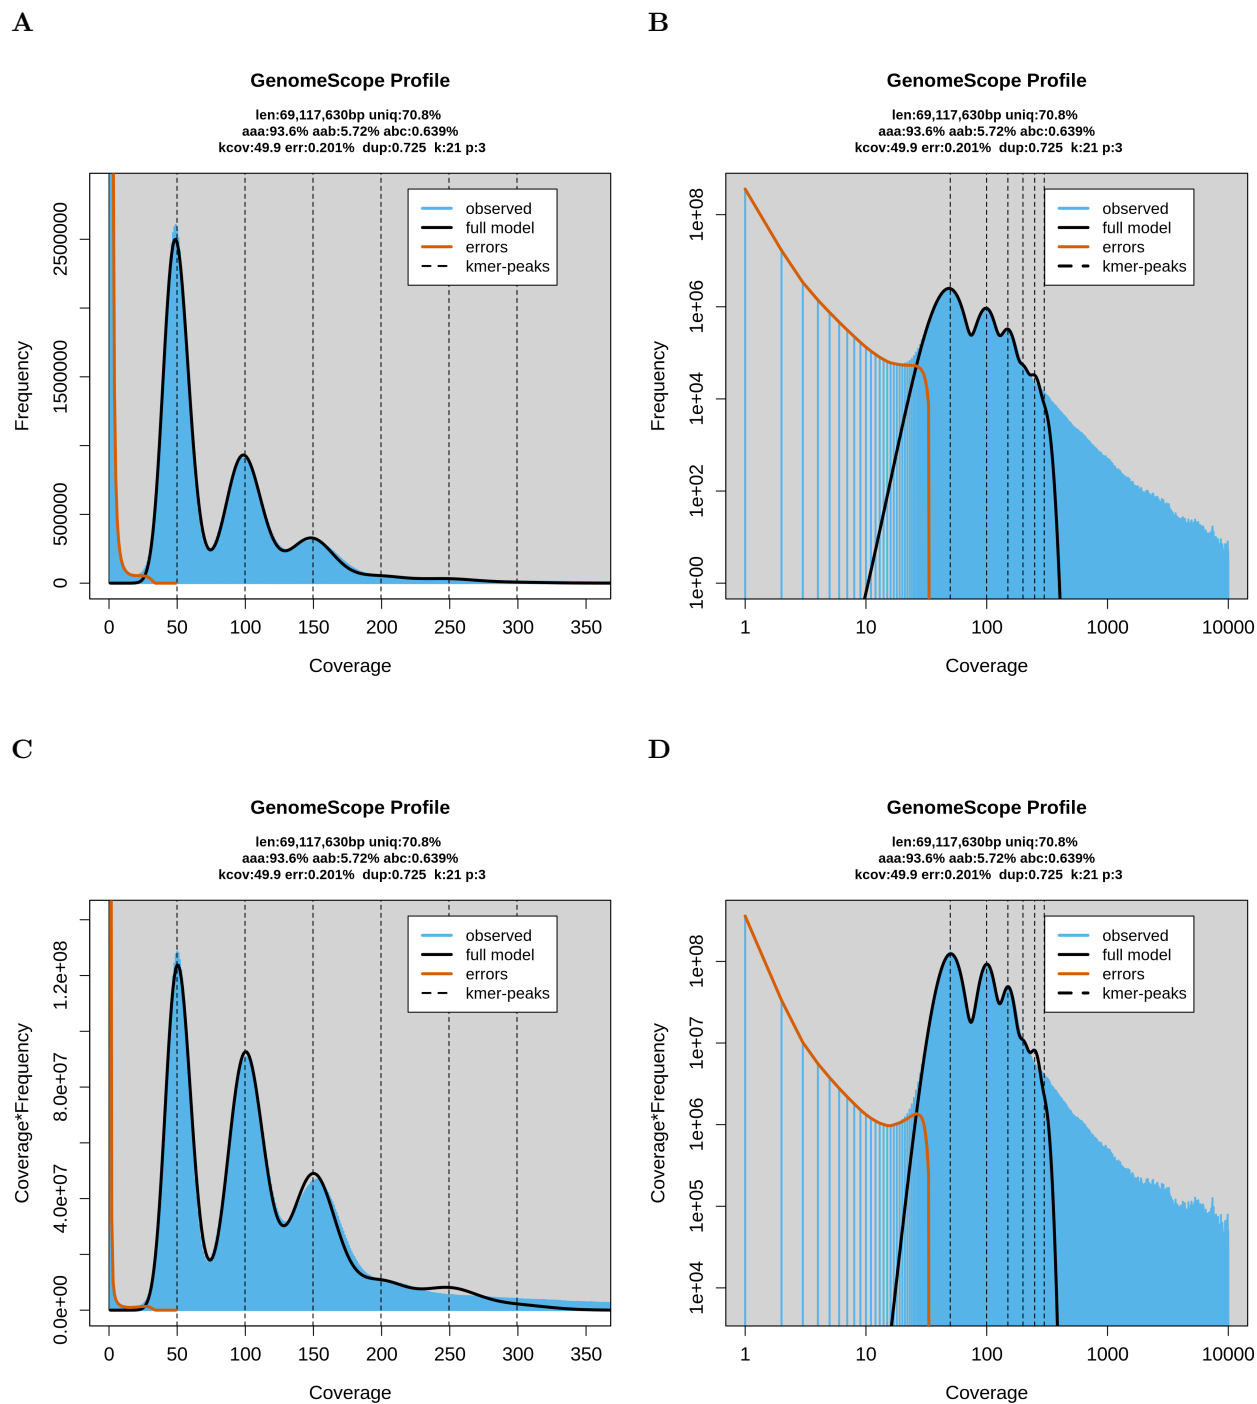 A
GenomeScope Profile
len:69,117,630bp uniq:70.8%
aaa:93.6% aab:5.72% abc:0.639%
kcov:49.9 err:0.201% dup:0.725 k:21 p:3
observed
full model
errors
kmer-peaks
Frequency
2500000
1500000
500000
0
0 50 100 150 200 250 300 350
Coverage
B
GenomeScope Profile
len:69,117,630bp uniq:70.8%
aaa:93.6% aab:5.72% abc:0.639%
kcov:49.9 err:0.201% dup:0.725 k:21 p:3
observed
full model
errors
kmer-peaks
Frequency
1e+08
1e+06
1e+04
1e+02
1e+00
1 10 100 1000 10000
Coverage
C
GenomeScope Profile
len:69,117,630bp uniq:70.8%
aaa:93.6% aab:5.72% abc:0.639%
kcov:49.9 err:0.201% dup:0.725 k:21 p:3
observed
full model
errors
kmer-peaks
Coverage*Frequency
1.2e+08
8.0e+07
4.0e+07
0.0e+00
0 50 100 150 200 250 300 350
Coverage
D
GenomeScope Profile
len:69,117,630bp uniq:70.8%
aaa:93.6% aab:5.72% abc:0.639%
kcov:49.9 err:0.201% dup:0.725 k:21 p:3
observed
full model
errors
kmer-peaks
Coverage*Frequency
1e+08
1e+07
1e+06
1e+05
1e+04
1 10 100 1000 10000
Coverage